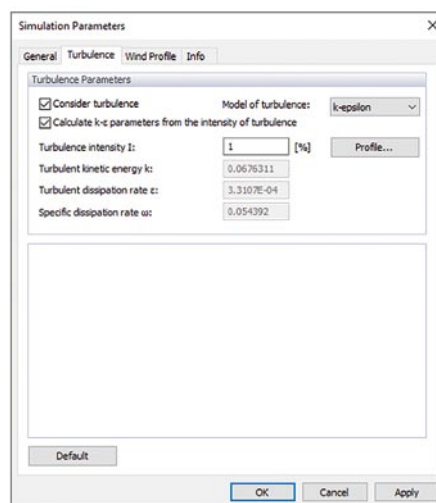 Simulation Parameters
General Turbulence Wind Profile Info
Turbulence Parameters
Consider turbulence Model of turbulence: k-epsilon
Calculate k-ε parameters from the intensity of turbulence
Turbulence intensity I: 1 [%] Profile...
Turbulent kinetic energy k: 0.0676311
Turbulent dissipation rate ε: 3.3107E-04
Specific dissipation rate ω: 0.054392
Default
OK Cancel Apply